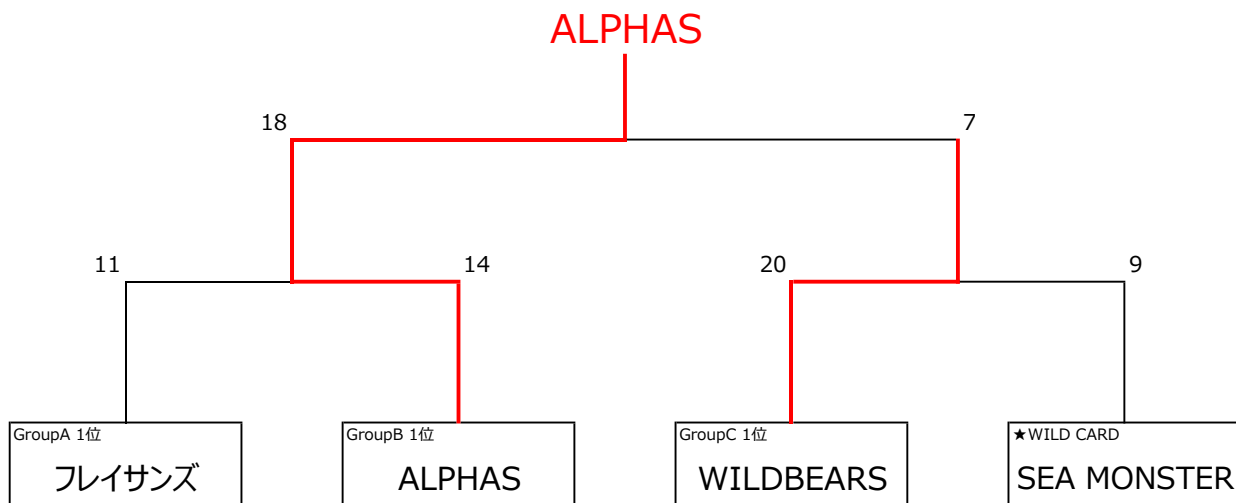 ALPHAS
18 7
11 14 20 9
GroupA 1位 GroupB 1位 GroupC 1位 ★WILD CARD
フレイサンズ ALPHAS WILDBEARS SEA MONSTER